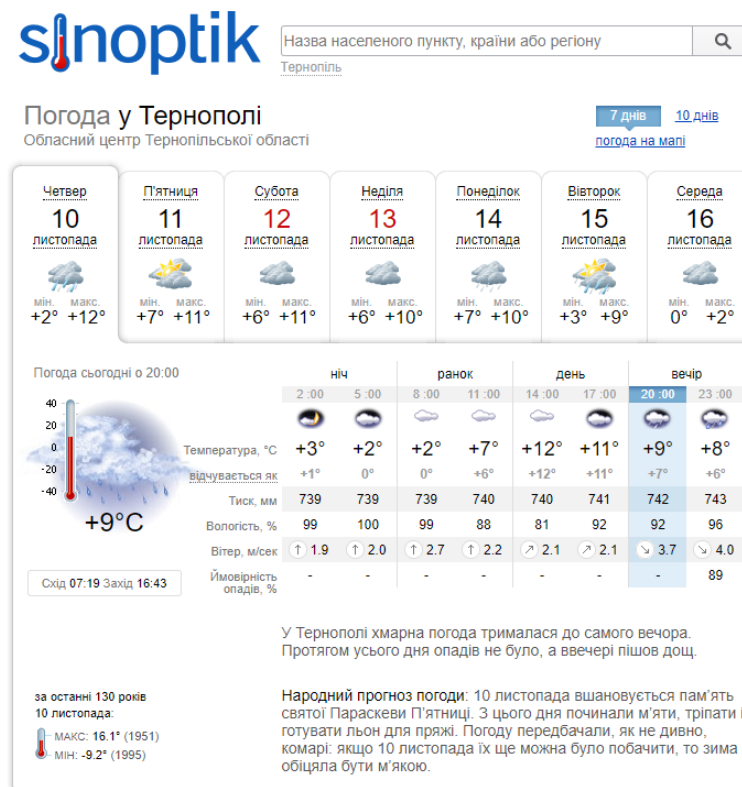 sinoptik
Назва населеного пункту, країни або регіону
Тернопіль
Погода у Тернополі
Обласний центр Тернопільської області
7 днів 10 днів
погода на мапі
Четвер П'ятниця Субота Неділя Понеділок Вівторок Середа
10 11 12 13 14 15 16
листопада листопада листопада листопада листопада листопада листопада
мін. макс. мін. макс. мін. макс. мін. макс. мін. макс. мін. макс. мін. макс.
+2° +12° +7° +11° +6° +11° +6° +10° +7° +10° +3° +9° 0° +2°
Погода сьогодні о 20:00
ніч ранок день вечір
2 :00 5 :00 8 :00 11 :00 14 :00 17 :00 20 :00 23 :00
40
20
0
-20
-40
+9°C
Температура, °C +3° +2° +2° +7° +12° +11° +9° +8°
відчувається як +1° 0° 0° +6° +12° +11° +7° +6°
Тиск, мм 739 739 739 740 740 741 742 743
Вологість, % 99 100 99 88 81 92 92 96
Вітер, м/сек 1.9 2.0 2.7 2.2 2.1 2.1 3.7 4.0
Ймовірність опадів, % - - - - - - - 89
Схід 07:19 Захід 16:43
У Тернополі хмарна погода трималася до самого вечора.
Протягом усього дня опадів не було, а ввечері пішов дощ.
за останні 130 років
10 листопада:
МАКС: 16.1° (1951)
МІН: -9.2° (1995)
Народний прогноз погоди: 10 листопада вшановується пам'ять
святої Параскеви П'ятниці. З цього дня починали м'яти, тріпати і
готувати льон для пряжі. Погоду передбачали, як не дивно,
комарі: якщо 10 листопада їх ще можна було побачити, то зима
обіцяла бути м'якою.